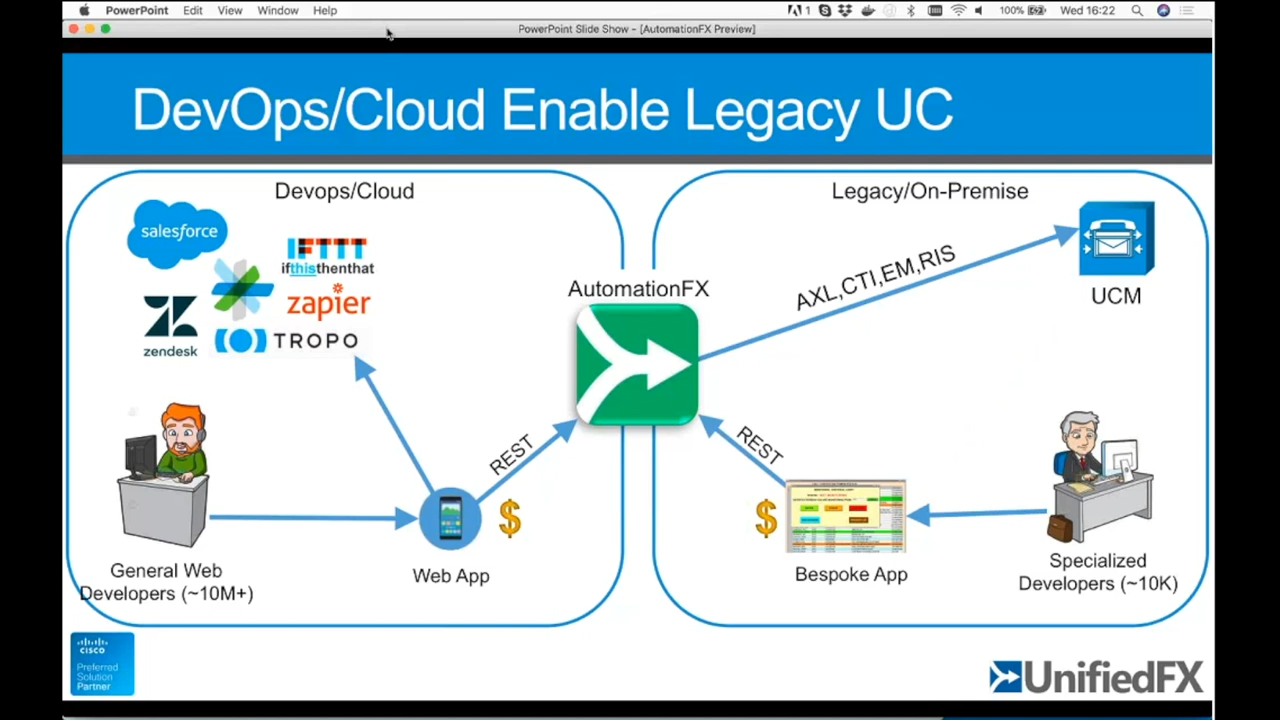 PowerPoint Edit View Window Help
1
100%
Wed 16:22
PowerPoint Slide Show - [AutomationFX Preview]
DevOps/Cloud Enable Legacy UC
Devops/Cloud
salesforce
IFTTT
ifthisthenthat
zapier
zendesk
TROPO
General Web
Developers (~10M+)
Web App
REST
$
AutomationFX
Legacy/On-Premise
AXL,CTI,EM,RIS
UCM
REST
$
Bespoke App
Specialized
Developers (~10K)
CISCO
Preferred
Solution
Partner
UnifiedFX